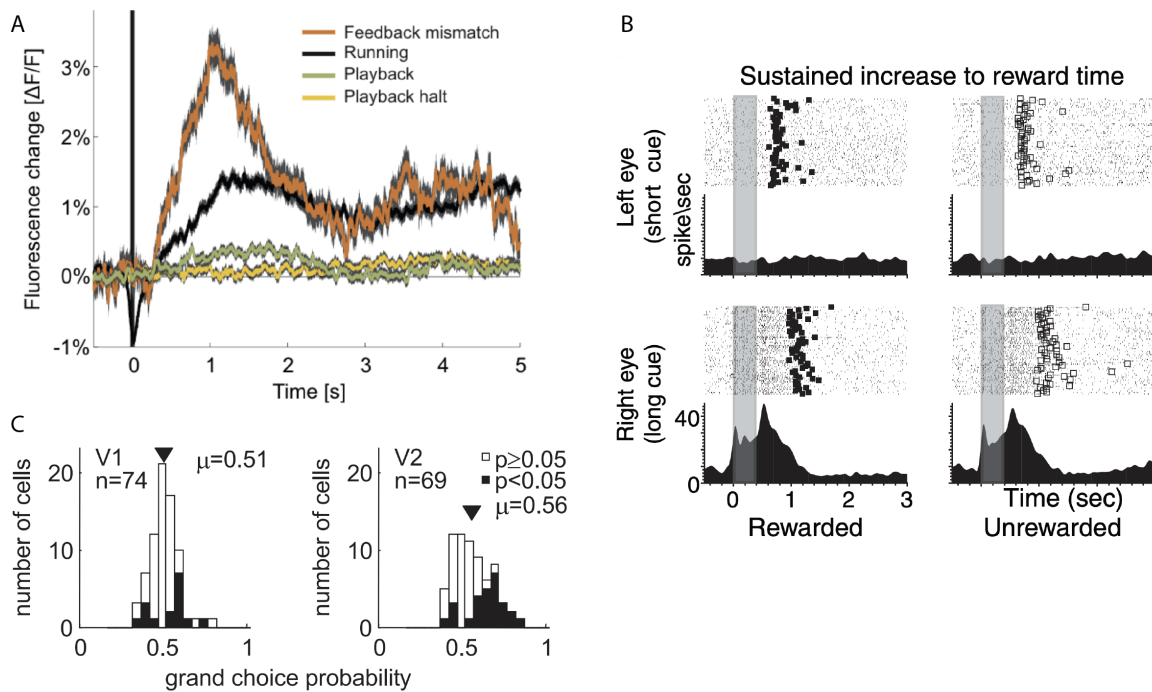 A
Fluorescence change [ΔF/F]
3%
2%
1%
0%
-1%
Feedback mismatch
Running
Playback
Playback halt
0 1 2 3 4 5
Time [s]
B
Sustained increase to reward time
Left eye
(short cue)
spike\sec
Right eye
(long cue)
40
0
0 1 2 3
Time (sec)
Rewarded
Unrewarded
C
number of cells
20
10
0
V1
n=74
μ=0.51
0 0.5 1
number of cells
20
10
0
V2
n=69
p≥0.05
p<0.05
μ=0.56
0 0.5 1
grand choice probability